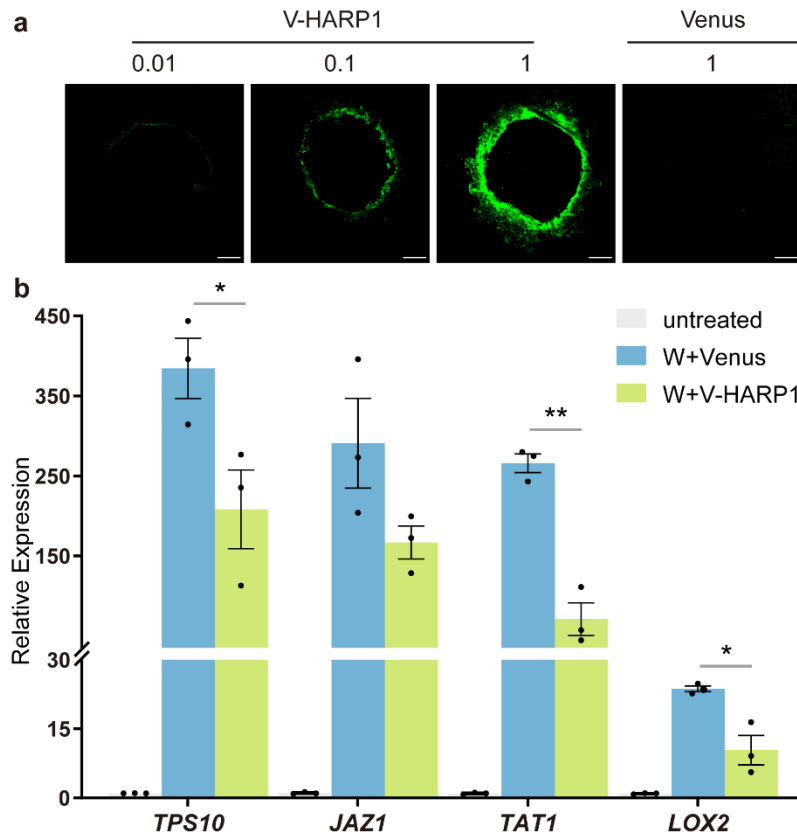 a
V-HARP1 Venus
0.01 0.1 1 1
b
* ** *
untreated
W+Venus
W+V-HARP1
Relative Expression
450
350
250
150
30
15
0
TPS10 JAZ1 TAT1 LOX2